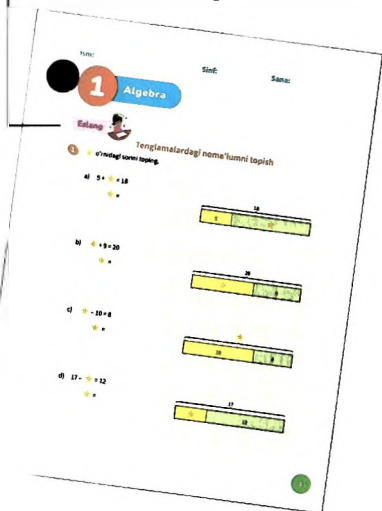 Ism:
Sinf:
Sana:
1
Algebra
Eslang
Tenglamalardagi noma'lumni topish
1 ⭐ o'rnidagi sonni toping.
a) 5 + ⭐ = 18
⭐ =
18
5
b) ⭐ + 9 = 20
⭐ =
20
9
c) ⭐ - 10 = 8
⭐ =
⭐
10
8
d) 17 - ⭐ = 12
⭐ =
17
⭐ 12